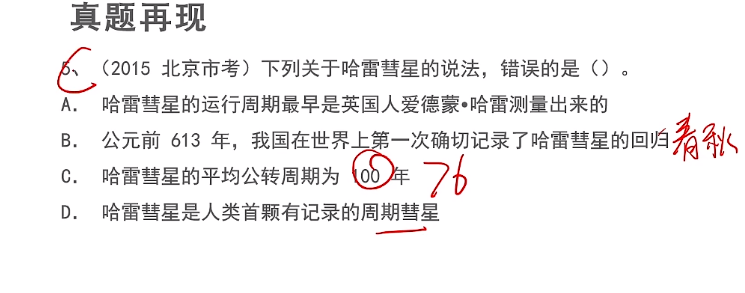 真题再现
5、（2015 北京市考）下列关于哈雷彗星的说法，错误的是（）。
A. 哈雷彗星的运行周期最早是英国人爱德蒙•哈雷测量出来的
B. 公元前 613 年，我国在世界上第一次确切记录了哈雷彗星的回归 春秋
C. 哈雷彗星的平均公转周期为 100 年 76
D. 哈雷彗星是人类首颗有记录的周期彗星